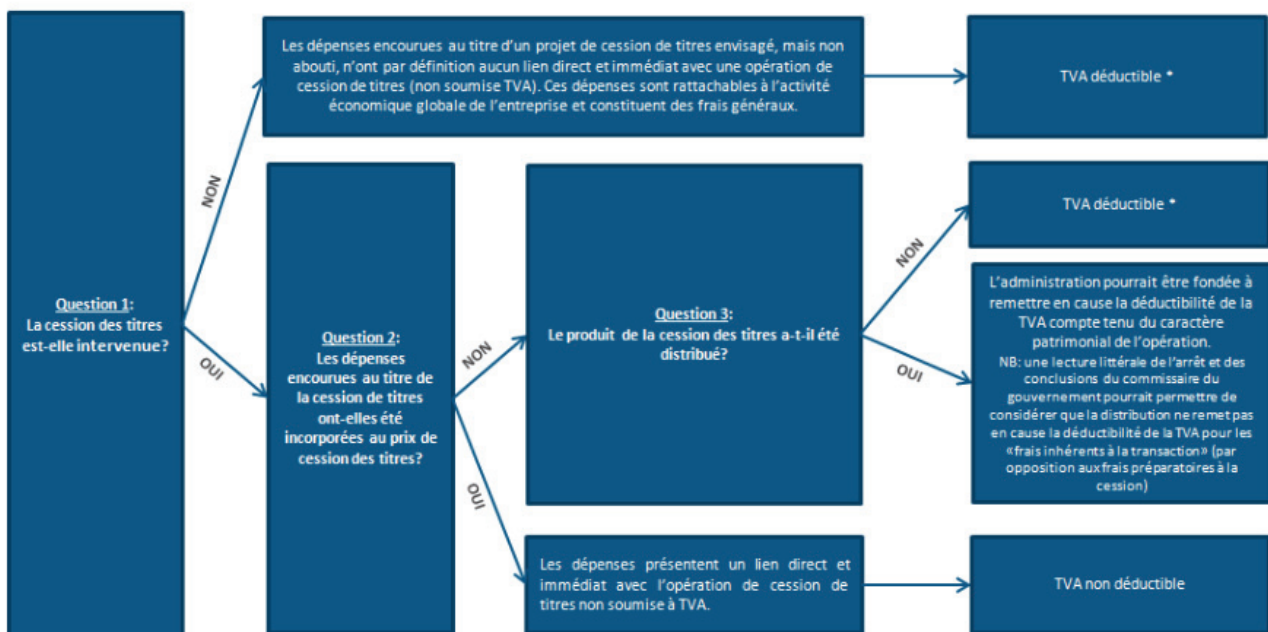 Question 1:
La cession des titres
est-elle intervenue?
NON
OUI
Les dépenses encourues au titre d'un projet de cession de titres envisagé, mais non
abouti, n'ont par définition aucun lien direct et immédiat avec une opération de
cession de titres (non soumise TVA). Ces dépenses sont rattachables à l'activité
économique globale de l'entreprise et constituent des frais généraux.
TVA déductible *
Question 2:
Les dépenses
encourues au titre de
la cession de titres
ont-elles été
incorporées au prix de
cession des titres?
NON
OUI
Question 3:
Le produit de la cession des titres a-t-il été
distribué?
NON
OUI
TVA déductible *
L'administration pourrait être fondée à
remettre en cause la déductibilité de la
TVA compte tenu du caractère
patrimonial de l'opération.
NB: une lecture littérale de l'arrêt et des
conclusions du commissaire du
gouvernement pourrait permettre de
considérer que la distribution ne remet pas
en cause la déductibilité de la TVA pour les
«frais inhérents à la transaction» (par
opposition aux frais préparatoires à la
cession)
Les dépenses présentent un lien direct et
immédiat avec l'opération de cession de
titres non soumise à TVA.
TVA non déductible